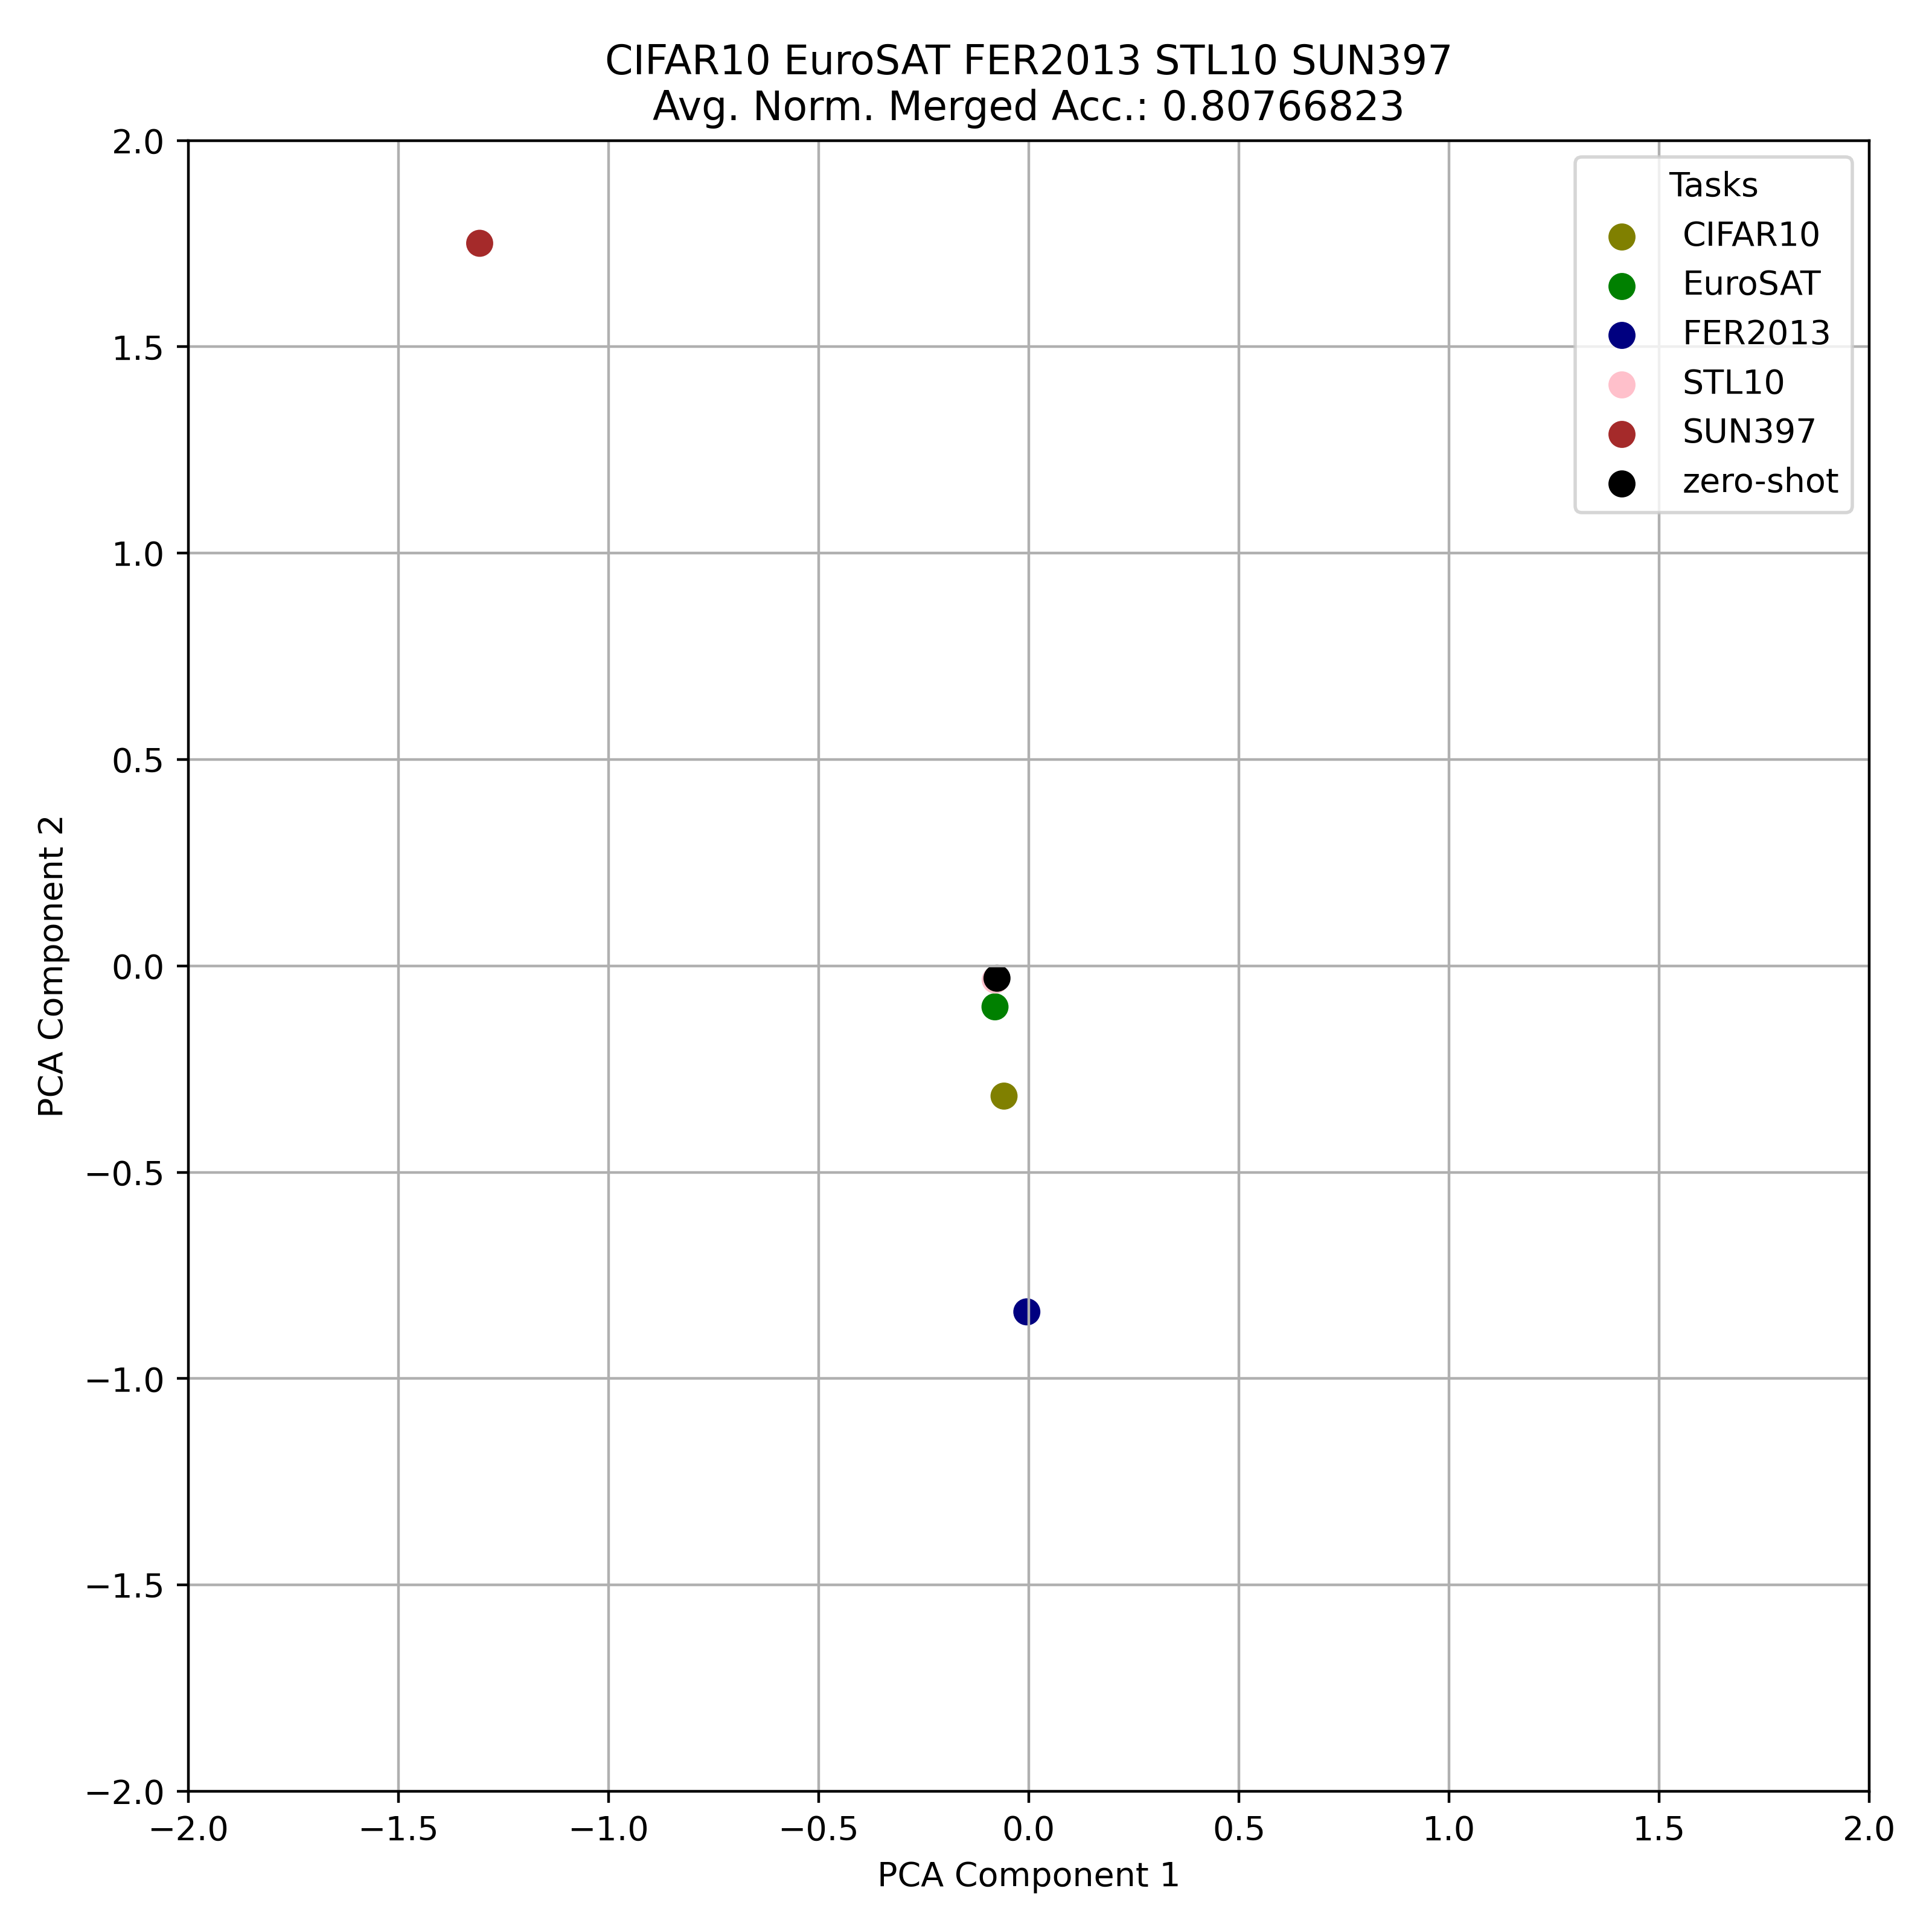 CIFAR10 EuroSAT FER2013 STL10 SUN397
Avg. Norm. Merged Acc.: 0.80766823
Tasks
CIFAR10
EuroSAT
FER2013
STL10
SUN397
zero-shot
PCA Component 2
2.0
1.5
1.0
0.5
0.0
−0.5
−1.0
−1.5
−2.0
−2.0 −1.5 −1.0 −0.5 0.0 0.5 1.0 1.5 2.0
PCA Component 1